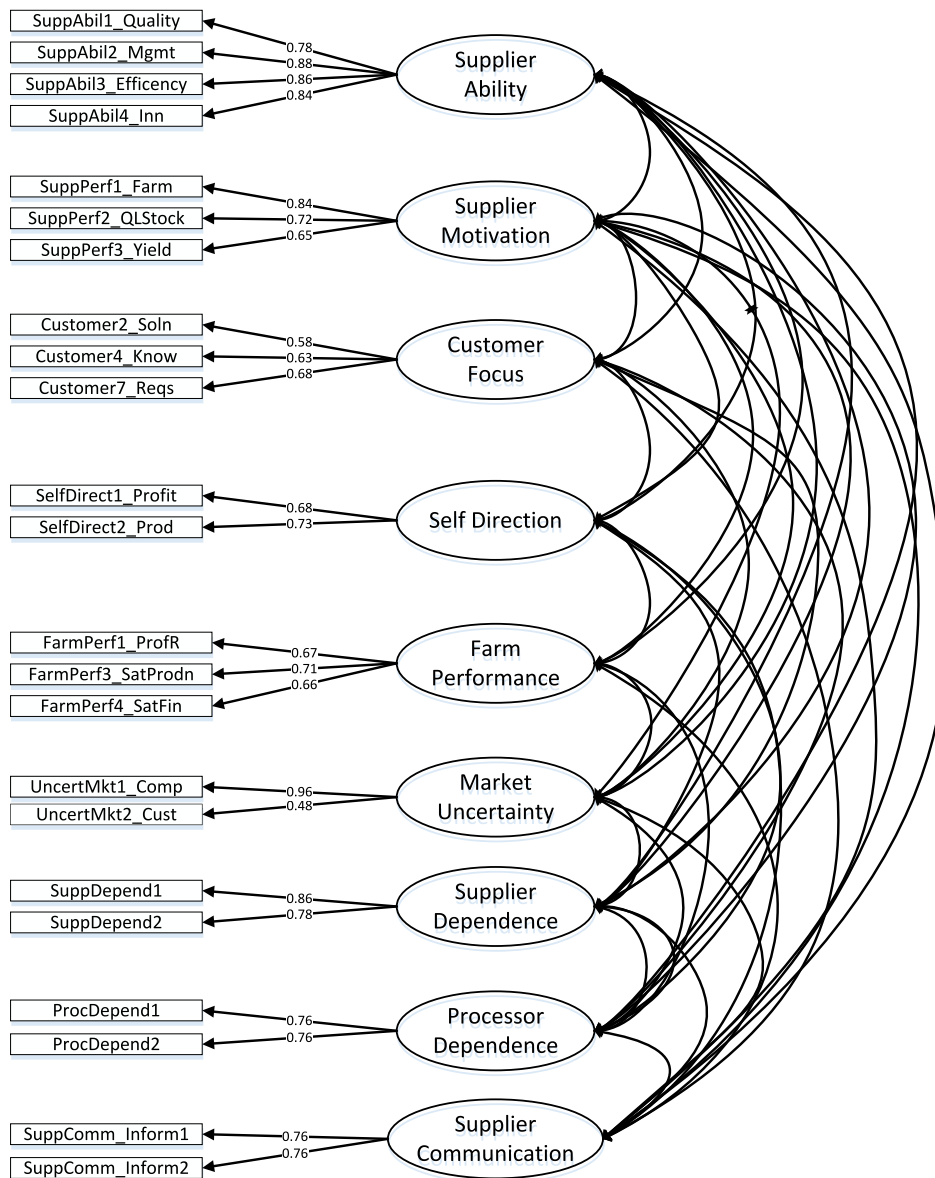 SuppAbil1_Quality
SuppAbil2_Mgmt
SuppAbil3_Efficency
SuppAbil4_Inn
0.78
0.88
0.86
0.84
Supplier
Ability
SuppPerf1_Farm
SuppPerf2_QLStock
SuppPerf3_Yield
0.84
0.72
0.65
Supplier
Motivation
Customer2_Soln
Customer4_Know
Customer7_Reqs
0.58
0.63
0.68
Customer
Focus
SelfDirect1_Profit
SelfDirect2_Prod
0.68
0.73
Self Direction
FarmPerf1_ProfR
FarmPerf3_SatProdn
FarmPerf4_SatFin
0.67
0.71
0.66
Farm
Performance
UncertMkt1_Comp
UncertMkt2_Cust
0.96
0.48
Market
Uncertainty
SuppDepend1
SuppDepend2
0.86
0.78
Supplier
Dependence
ProcDepend1
ProcDepend2
0.76
0.76
Processor
Dependence
SuppComm_Inform1
SuppComm_Inform2
0.76
0.76
Supplier
Communication